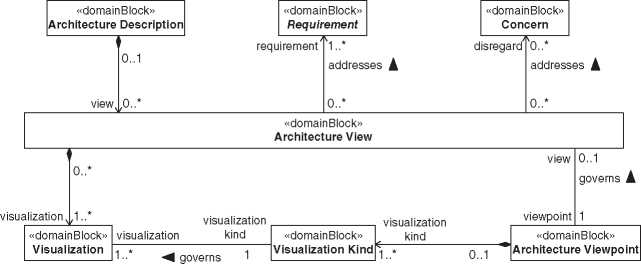 «domainBlock»
Architecture Description
«domainBlock»
Requirement
«domainBlock»
Concern
0..1
requirement
1..*
disregard
0..*
addresses
addresses
view
0..*
0..*
0..*
«domainBlock»
Architecture View
0..*
view
0..1
governs
visualization
1..*
viewpoint
1
«domainBlock»
Visualization
visualization
visualization
kind
1..*
governs
1
«domainBlock»
Visualization Kind
visualization
kind
1..*
0..1
«domainBlock»
Architecture Viewpoint